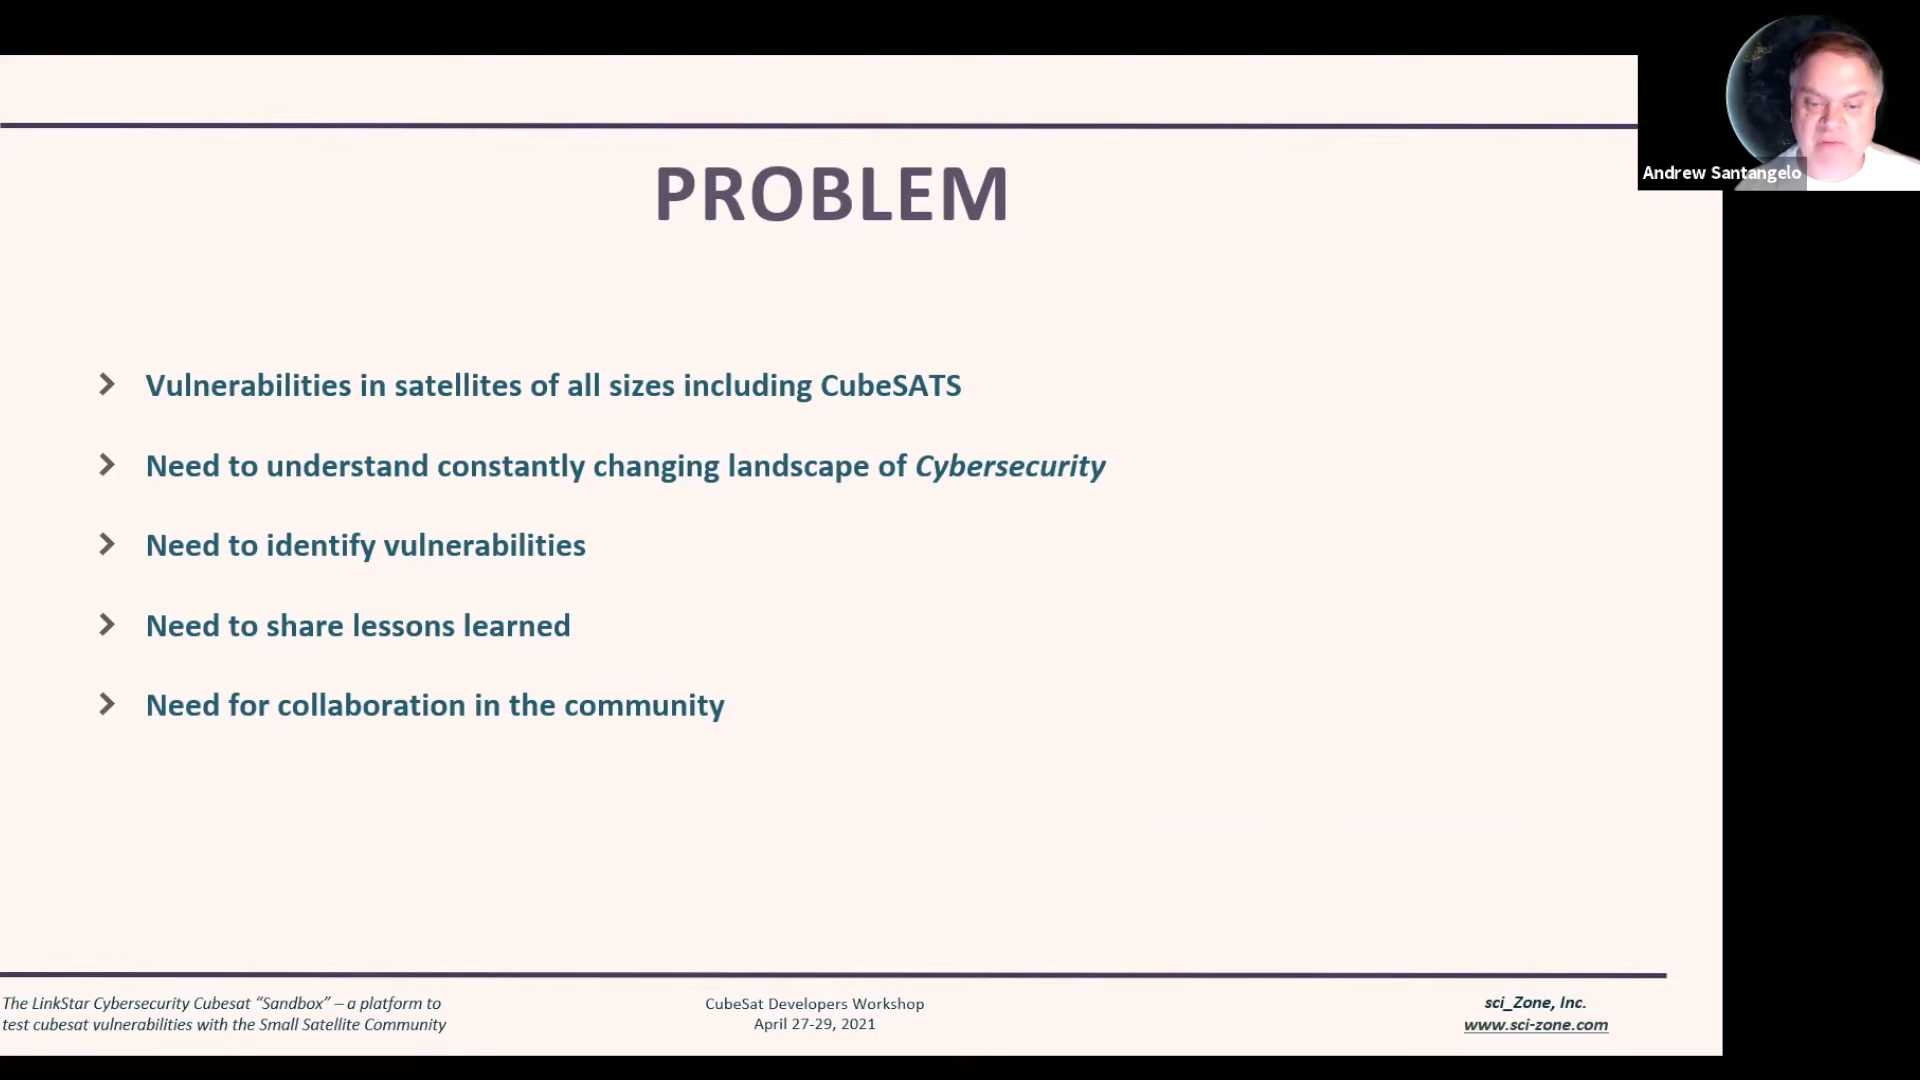 Andrew Santangelo
PROBLEM
Vulnerabilities in satellites of all sizes including CubeSATS
Need to understand constantly changing landscape of Cybersecurity
Need to identify vulnerabilities
Need to share lessons learned
Need for collaboration in the community
The LinkStar Cybersecurity Cubesat “Sandbox” – a platform to
test cubesat vulnerabilities with the Small Satellite Community
CubeSat Developers Workshop
April 27-29, 2021
sci_Zone, Inc.
www.sci-zone.com